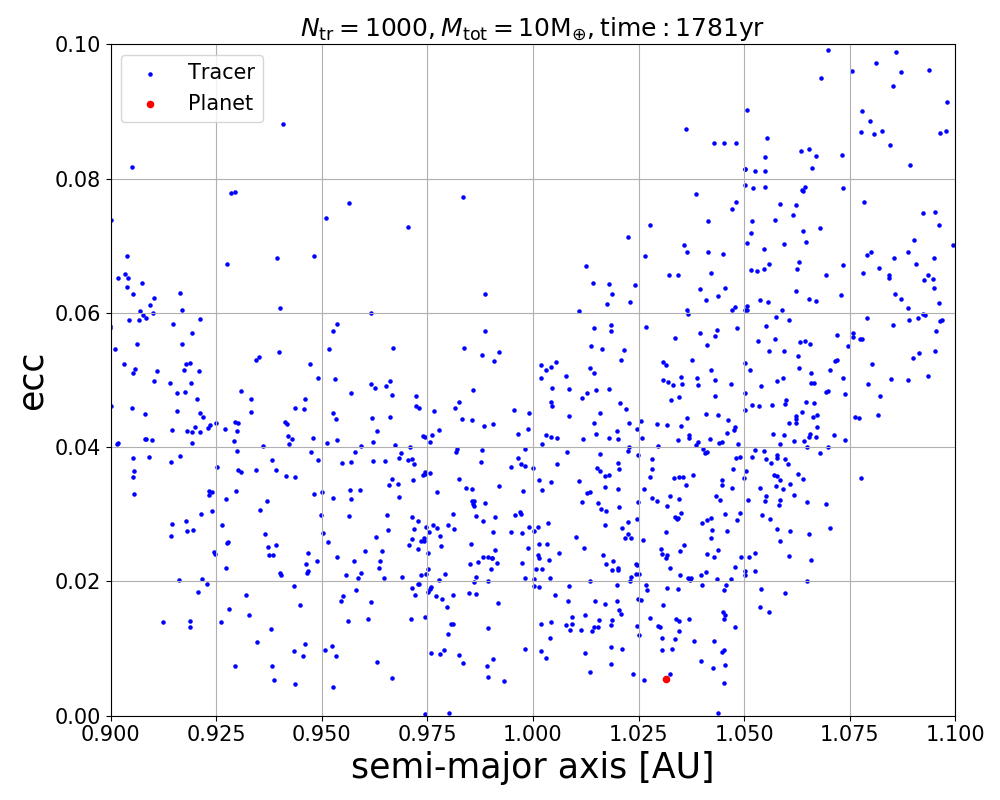 N_tr = 1000, M_tot = 10M_⊕, time : 1781yr
Tracer
Planet
0.10
0.08
0.06
0.04
0.02
0.00
ecc
0.900 0.925 0.950 0.975 1.000 1.025 1.050 1.075 1.100
semi-major axis [AU]